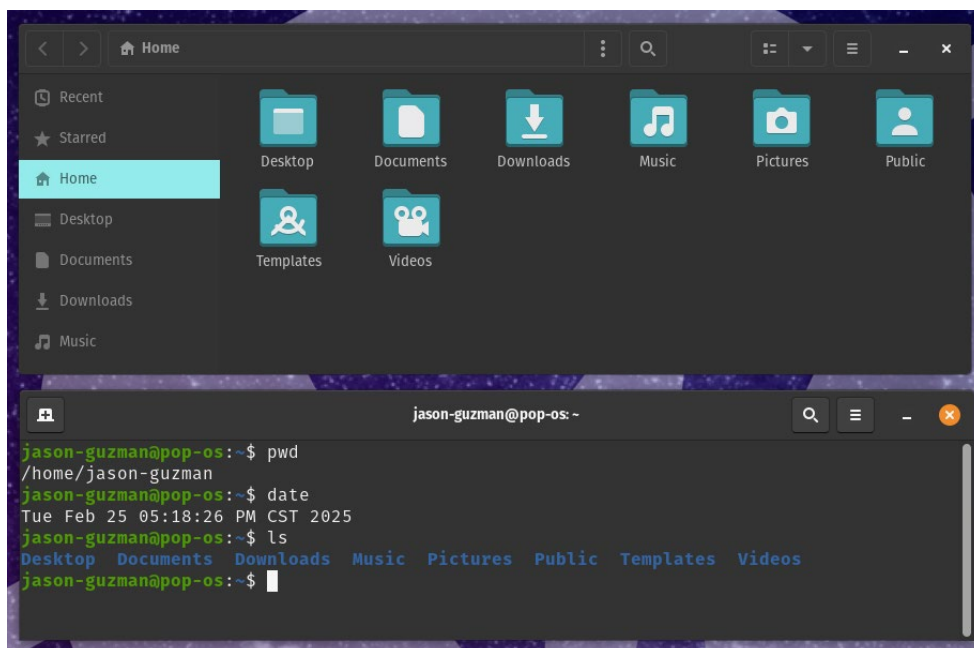 Home
Recent
Starred
Home
Desktop
Documents
Downloads
Music
Desktop Documents Downloads Music Pictures Public
Templates Videos
jason-guzman@pop-os: ~
jason-guzman@pop-os:~$ pwd
/home/jason-guzman
jason-guzman@pop-os:~$ date
Tue Feb 25 05:18:26 PM CST 2025
jason-guzman@pop-os:~$ ls
Desktop Documents Downloads Music Pictures Public Templates Videos
jason-guzman@pop-os:~$